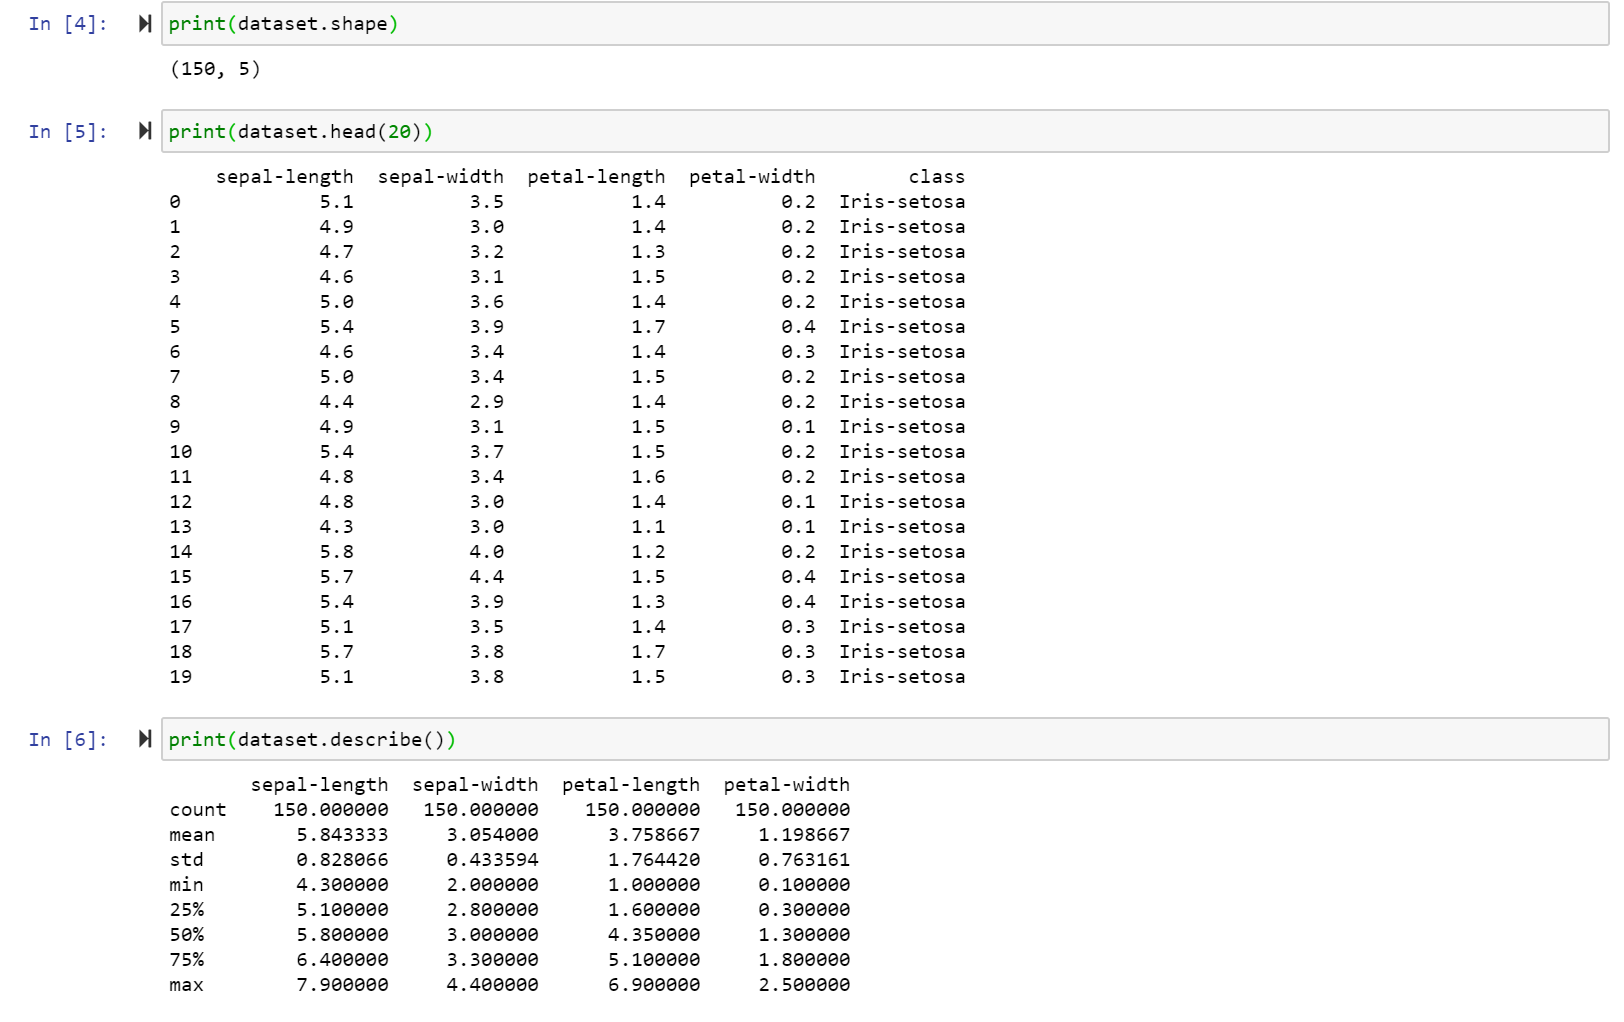 In [4]: print(dataset.shape)
(150, 5)
In [5]: print(dataset.head(20))
sepal-length sepal-width petal-length petal-width class
0 5.1 3.5 1.4 0.2 Iris-setosa
1 4.9 3.0 1.4 0.2 Iris-setosa
2 4.7 3.2 1.3 0.2 Iris-setosa
3 4.6 3.1 1.5 0.2 Iris-setosa
4 5.0 3.6 1.4 0.2 Iris-setosa
5 5.4 3.9 1.7 0.4 Iris-setosa
6 4.6 3.4 1.4 0.3 Iris-setosa
7 5.0 3.4 1.5 0.2 Iris-setosa
8 4.4 2.9 1.4 0.2 Iris-setosa
9 4.9 3.1 1.5 0.1 Iris-setosa
10 5.4 3.7 1.5 0.2 Iris-setosa
11 4.8 3.4 1.6 0.2 Iris-setosa
12 4.8 3.0 1.4 0.1 Iris-setosa
13 4.3 3.0 1.1 0.1 Iris-setosa
14 5.8 4.0 1.2 0.2 Iris-setosa
15 5.7 4.4 1.5 0.4 Iris-setosa
16 5.4 3.9 1.3 0.4 Iris-setosa
17 5.1 3.5 1.4 0.3 Iris-setosa
18 5.7 3.8 1.7 0.3 Iris-setosa
19 5.1 3.8 1.5 0.3 Iris-setosa
In [6]: print(dataset.describe())
sepal-length sepal-width petal-length petal-width
count 150.000000 150.000000 150.000000 150.000000
mean 5.843333 3.054000 3.758667 1.198667
std 0.828066 0.433594 1.764420 0.763161
min 4.300000 2.000000 1.000000 0.100000
25% 5.100000 2.800000 1.600000 0.300000
50% 5.800000 3.000000 4.350000 1.300000
75% 6.400000 3.300000 5.100000 1.800000
max 7.900000 4.400000 6.900000 2.500000